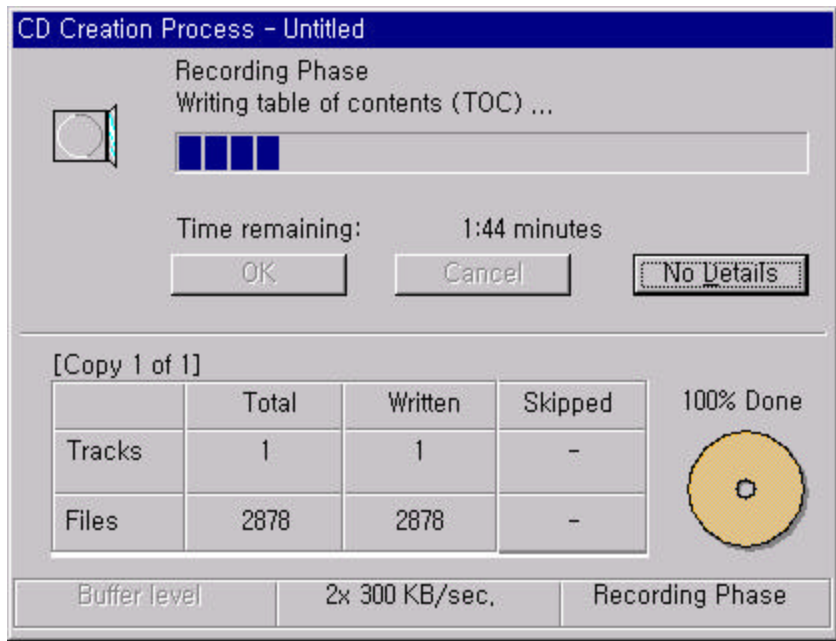 CD Creation Process - Untitled
Recording Phase
Writing table of contents (TOC) ...
Time remaining: 1:44 minutes
OK Cancel No Details
[Copy 1 of 1]
Total Written Skipped 100% Done
Tracks 1 1 -
Files 2878 2878 -
Buffer level 2x 300 KB/sec, Recording Phase